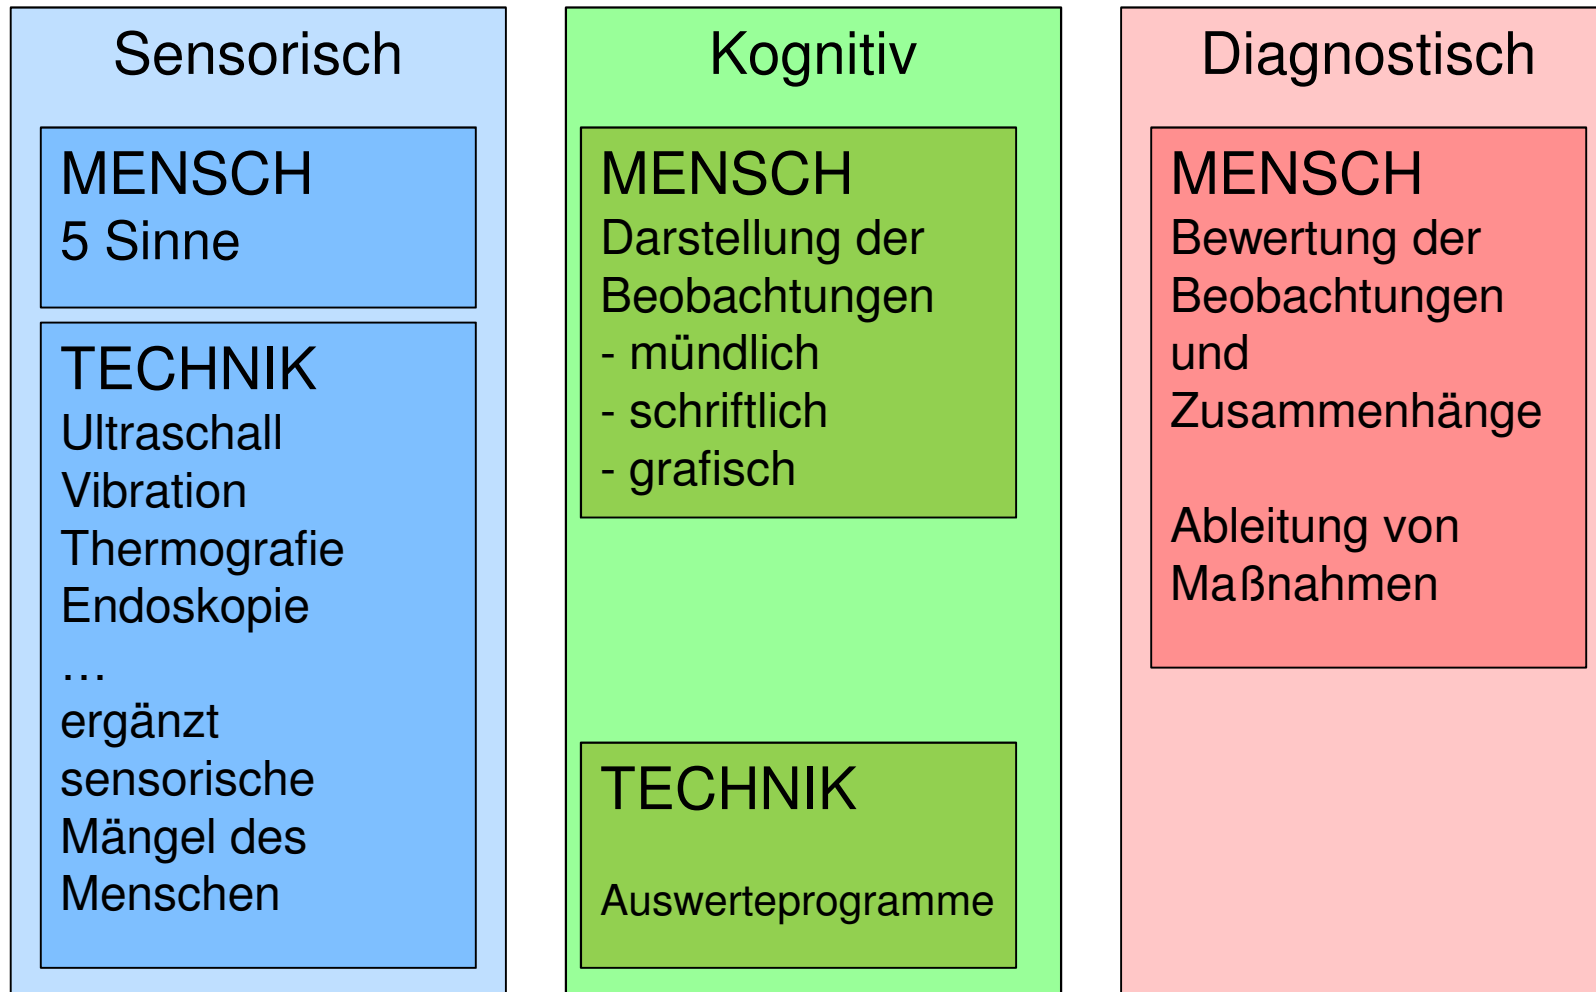 Sensorisch
MENSCH
5 Sinne
TECHNIK
Ultraschall
Vibration
Thermografie
Endoskopie
…
ergänzt
sensorische
Mängel des
Menschen
Kognitiv
MENSCH
Darstellung der
Beobachtungen
- mündlich
- schriftlich
- grafisch
TECHNIK
Auswerteprogramme
Diagnostisch
MENSCH
Bewertung der
Beobachtungen
und
Zusammenhänge
Ableitung von
Maßnahmen